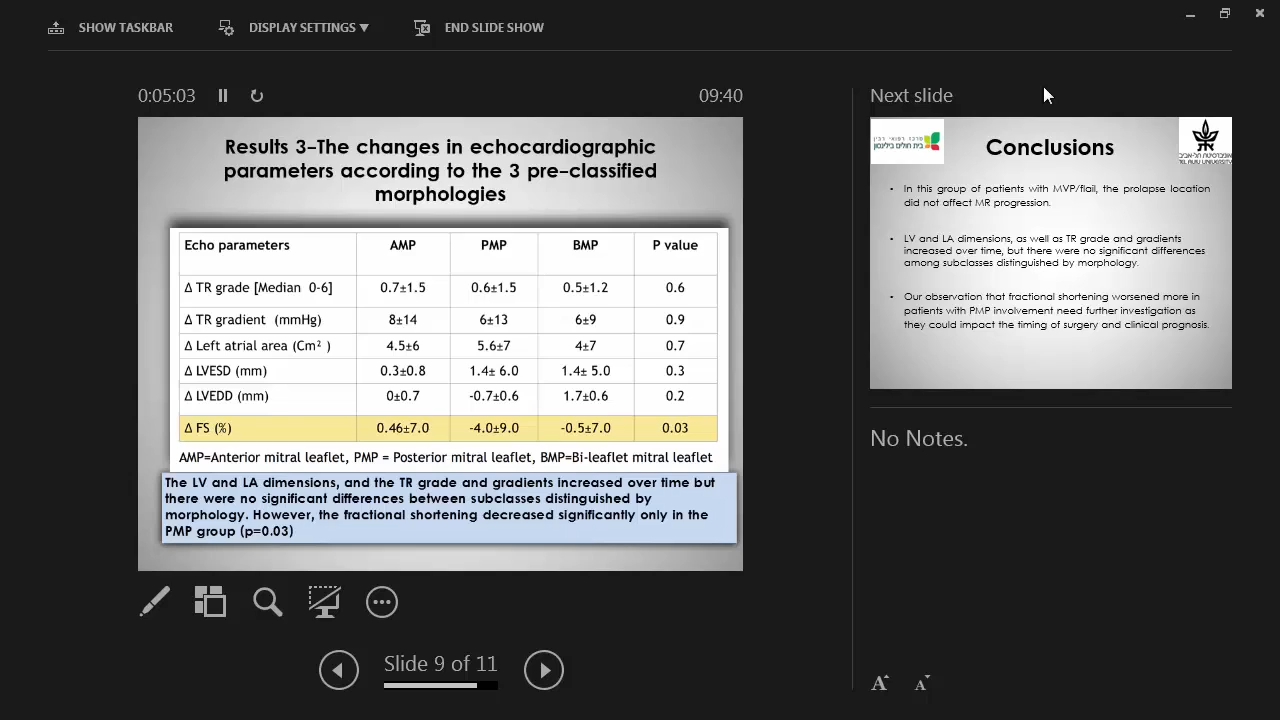 SHOW TASKBAR
DISPLAY SETTINGS
END SLIDE SHOW
0:05:03
09:40
Results 3-The changes in echocardiographic
parameters according to the 3 pre-classified
morphologies
Echo parameters AMP PMP BMP P value
Δ TR grade [Median 0-6] 0.7±1.5 0.6±1.5 0.5±1.2 0.6
Δ TR gradient (mmHg) 8±14 6±13 6±9 0.9
Δ Left atrial area (Cm² ) 4.5±6 5.6±7 4±7 0.7
Δ LVESD (mm) 0.3±0.8 1.4± 6.0 1.4± 5.0 0.3
Δ LVEDD (mm) 0±0.7 -0.7±0.6 1.7±0.6 0.2
Δ FS (%) 0.46±7.0 -4.0±9.0 -0.5±7.0 0.03
AMP=Anterior mitral leaflet, PMP = Posterior mitral leaflet, BMP=Bi-leaflet mitral leaflet
The LV and LA dimensions, and the TR grade and gradients increased over time but
there were no significant differences between subclasses distinguished by
morphology. However, the fractional shortening decreased significantly only in the
PMP group (p=0.03)
Slide 9 of 11
Next slide
מרכז רפואי רבין
בית חולים בילינסון
Conclusions
אוניברסיטת תל-אביב
TEL AVIV UNIVERSITY
• In this group of patients with MVP/flail, the prolapse location
did not affect MR progression.
• LV and LA dimensions, as well as TR grade and gradients
increased over time, but there were no significant differences
among subclasses distinguished by morphology.
• Our observation that fractional shortening worsened more in
patients with PMP involvement need further investigation as
they could impact the timing of surgery and clinical prognosis.
No Notes.
A A